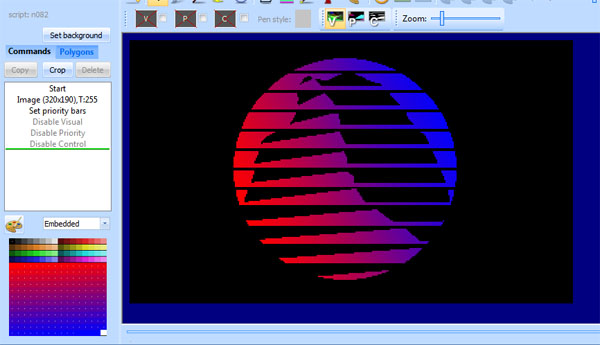 script: n082
V P C Pen style: V P C Zoom:
Set background
Commands Polygons
Copy Crop Delete
Start
Image (320x190),T:255
Set priority bars
Disable Visual
Disable Priority
Disable Control
Embedded